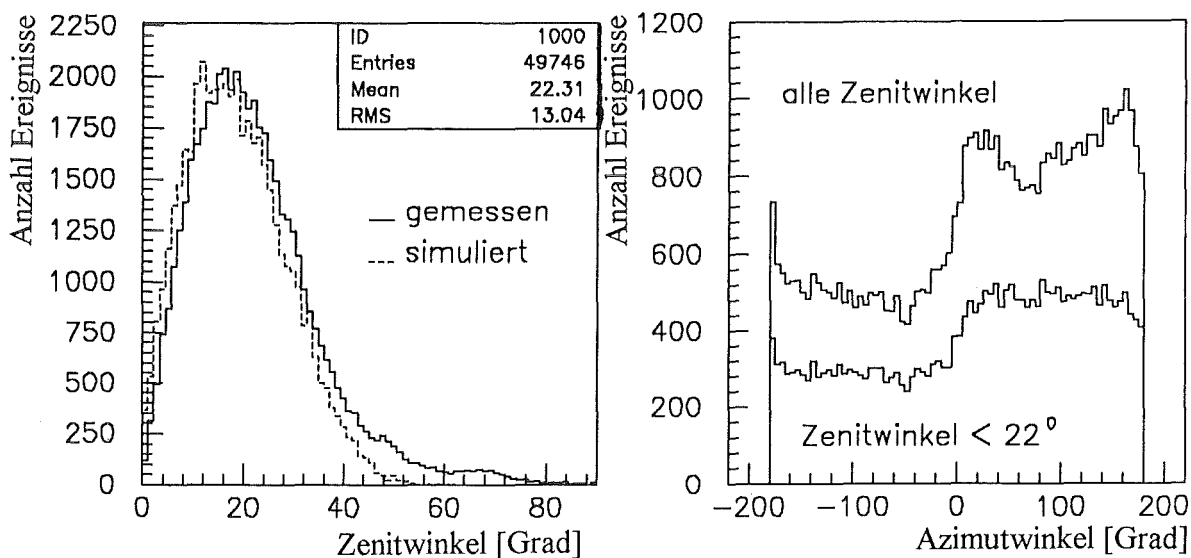 Anzahl Ereignisse
2250
2000
1750
1500
1250
1000
750
500
250
0
ID 1000
Entries 49746
Mean 22.31
RMS 13.04
gemessen
simuliert
0 20 40 60 80
Zenitwinkel [Grad]
Anzahl Ereignisse
1200
1000
800
600
400
200
0
alle Zenitwinkel
Zenitwinkel < 22°
-200 -100 0 100 200
Azimutwinkel [Grad]